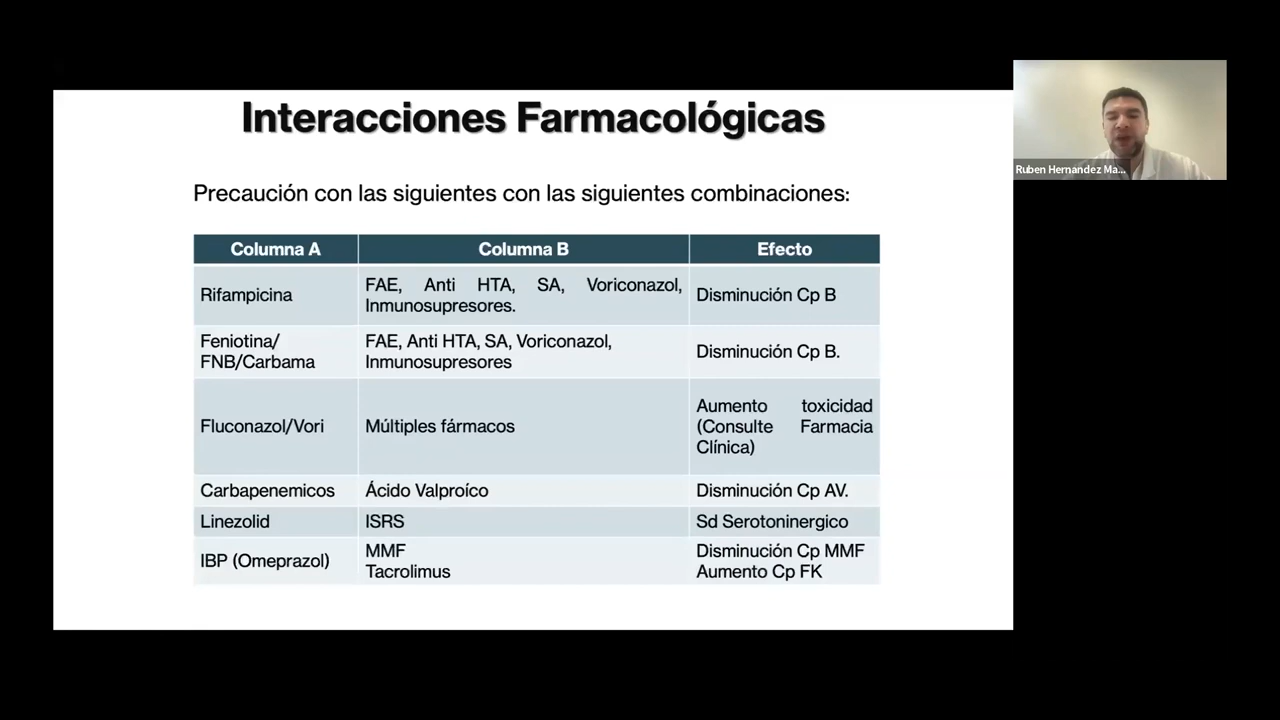 Interacciones Farmacológicas
Ruben Hernandez Ma...
Precaución con las siguientes con las siguientes combinaciones:
Columna A
Columna B
Efecto
Rifampicina
FAE, Anti HTA, SA, Voriconazol,
Inmunosupresores.
Disminución Cp B
Feniotina/
FNB/Carbama
FAE, Anti HTA, SA, Voriconazol,
Inmunosupresores
Disminución Cp B.
Fluconazol/Vori
Múltiples fármacos
Aumento toxicidad
(Consulte Farmacia
Clínica)
Carbapenemicos
Ácido Valproíco
Disminución Cp AV.
Linezolid
ISRS
Sd Serotoninergico
IBP (Omeprazol)
MMF
Tacrolimus
Disminución Cp MMF
Aumento Cp FK